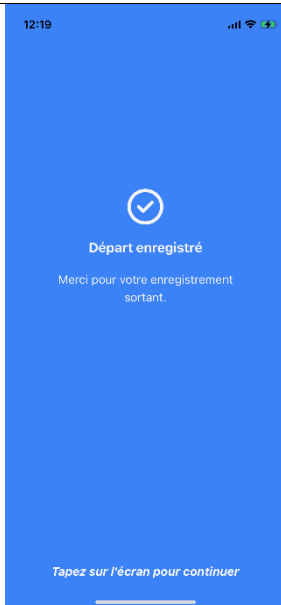 12:19
Départ enregistré
Merci pour votre enregistrement
sortant.
Tapez sur l'écran pour continuer